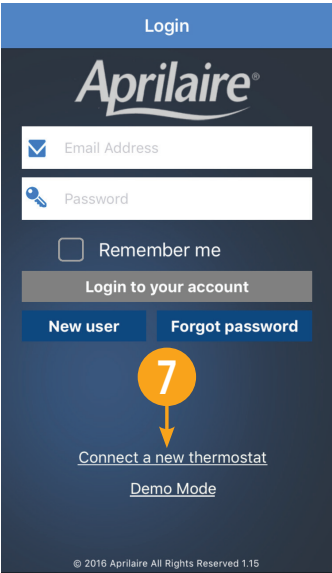 Login
Aprilaire®
Email Address
Password
Remember me
Login to your account
New user Forgot password
7
Connect a new thermostat
Demo Mode
© 2016 Aprilaire All Rights Reserved 1.15